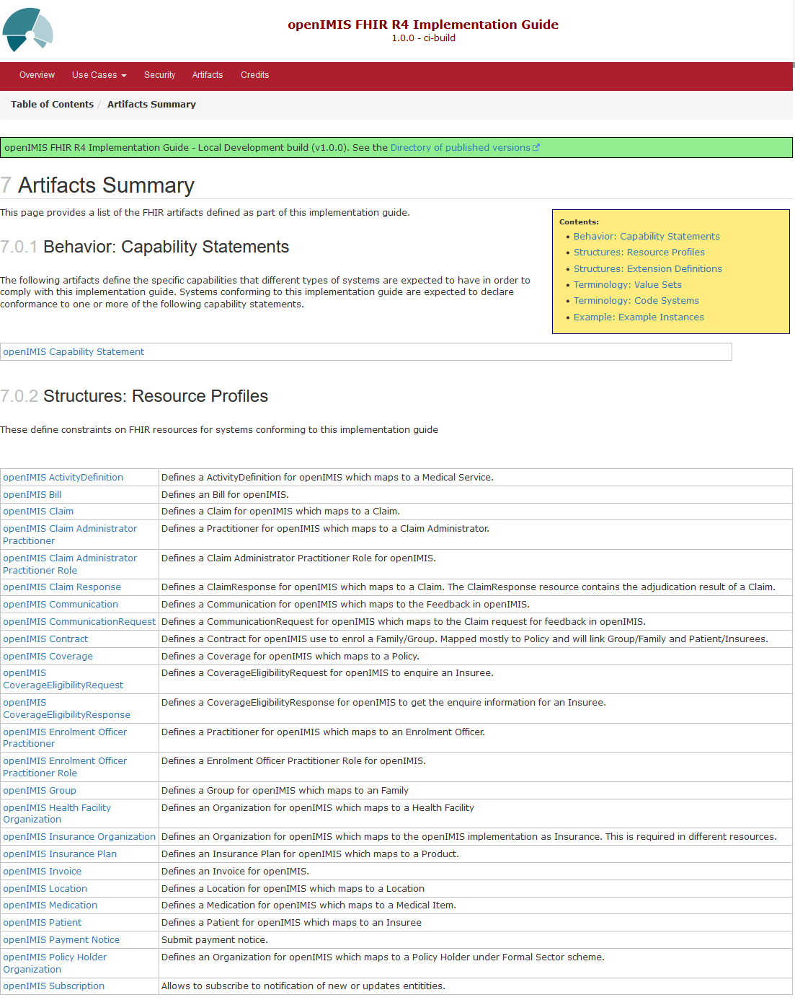 openIMIS FHIR R4 Implementation Guide
1.0.0 - ci-build
Overview Use Cases Security Artifacts Credits
Table of Contents / Artifacts Summary
openIMIS FHIR R4 Implementation Guide - Local Development build (v1.0.0). See the Directory of published versions
7 Artifacts Summary
This page provides a list of the FHIR artifacts defined as part of this implementation guide.
Contents:
• Behavior: Capability Statements
• Structures: Resource Profiles
• Structures: Extension Definitions
• Terminology: Value Sets
• Terminology: Code Systems
• Example: Example Instances
7.0.1 Behavior: Capability Statements
The following artifacts define the specific capabilities that different types of systems are expected to have in order to
comply with this implementation guide. Systems conforming to this implementation guide are expected to declare
conformance to one or more of the following capability statements.
openIMIS Capability Statement
7.0.2 Structures: Resource Profiles
These define constraints on FHIR resources for systems conforming to this implementation guide
openIMIS ActivityDefinition Defines a ActivityDefinition for openIMIS which maps to a Medical Service.
openIMIS Bill Defines an Bill for openIMIS.
openIMIS Claim Defines a Claim for openIMIS which maps to a Claim.
openIMIS Claim Administrator Defines a Practitioner for openIMIS which maps to a Claim Administrator.
Practitioner
openIMIS Claim Administrator Defines a Claim Administrator Practitioner Role for openIMIS.
Practitioner Role
openIMIS Claim Response Defines a ClaimResponse for openIMIS which maps to a Claim. The ClaimResponse resource contains the adjudication result of a Claim.
openIMIS Communication Defines a Communication for openIMIS which maps to the Feedback in openIMIS.
openIMIS CommunicationRequest Defines a CommunicationRequest for openIMIS which maps to the Claim request for feedback in openIMIS.
openIMIS Contract Defines a Contract for openIMIS use to enrol a Family/Group. Mapped mostly to Policy and will link Group/Family and Patient/Insurees.
openIMIS Coverage Defines a Coverage for openIMIS which maps to a Policy.
openIMIS Defines a CoverageEligibilityRequest for openIMIS to enquire an Insuree.
CoverageEligibilityRequest
openIMIS Defines a CoverageEligibilityResponse for openIMIS to get the enquire information for an Insuree.
CoverageEligibilityResponse
openIMIS Enrolment Officer Defines a Practitioner for openIMIS which maps to an Enrolment Officer.
Practitioner
openIMIS Enrolment Officer Defines a Enrolment Officer Practitioner Role for openIMIS.
Practitioner Role
openIMIS Group Defines a Group for openIMIS which maps to an Family
openIMIS Health Facility Defines an Organization for openIMIS which maps to a Health Facility
Organization
openIMIS Insurance Organization Defines an Organization for openIMIS which maps to the openIMIS implementation as Insurance. This is required in different resources.
openIMIS Insurance Plan Defines an Insurance Plan for openIMIS which maps to a Product.
openIMIS Invoice Defines an Invoice for openIMIS.
openIMIS Location Defines a Location for openIMIS which maps to a Location
openIMIS Medication Defines a Medication for openIMIS which maps to a Medical Item.
openIMIS Patient Defines a Patient for openIMIS which maps to an Insuree
openIMIS Payment Notice Submit payment notice.
openIMIS Policy Holder Defines an Organization for openIMIS which maps to a Policy Holder under Formal Sector scheme.
Organization
openIMIS Subscription Allows to subscribe to notification of new or updates entitities.